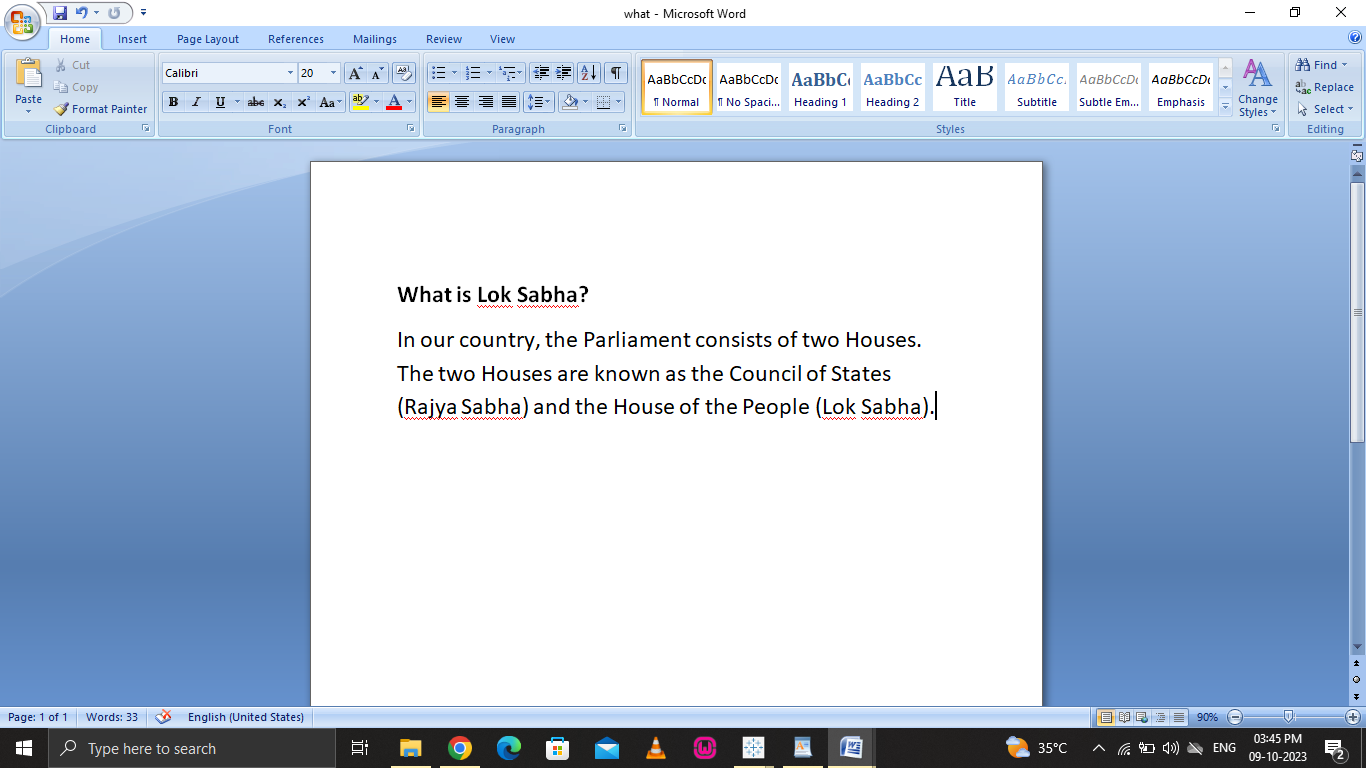 what - Microsoft Word
Home Insert Page Layout References Mailings Review View
Paste
Cut
Copy
Format Painter
Clipboard
Calibri 20
B I U abc X₂ X² Aa
Font
Paragraph
AaBbCcDc AaBbCcDc AaBbCc AaBbCc AaB AaBbCc. AaBbCcDc AaBbCcDc
¶ Normal ¶ No Spaci... Heading 1 Heading 2 Title Subtitle Subtle Em... Emphasis
Change Styles
Styles
Find
Replace
Select
Editing
What is Lok Sabha?
In our country, the Parliament consists of two Houses.
The two Houses are known as the Council of States
(Rajya Sabha) and the House of the People (Lok Sabha).
Page: 1 of 1 Words: 33 English (United States) 90%
Type here to search
35°C ENG
03:45 PM
09-10-2023
2